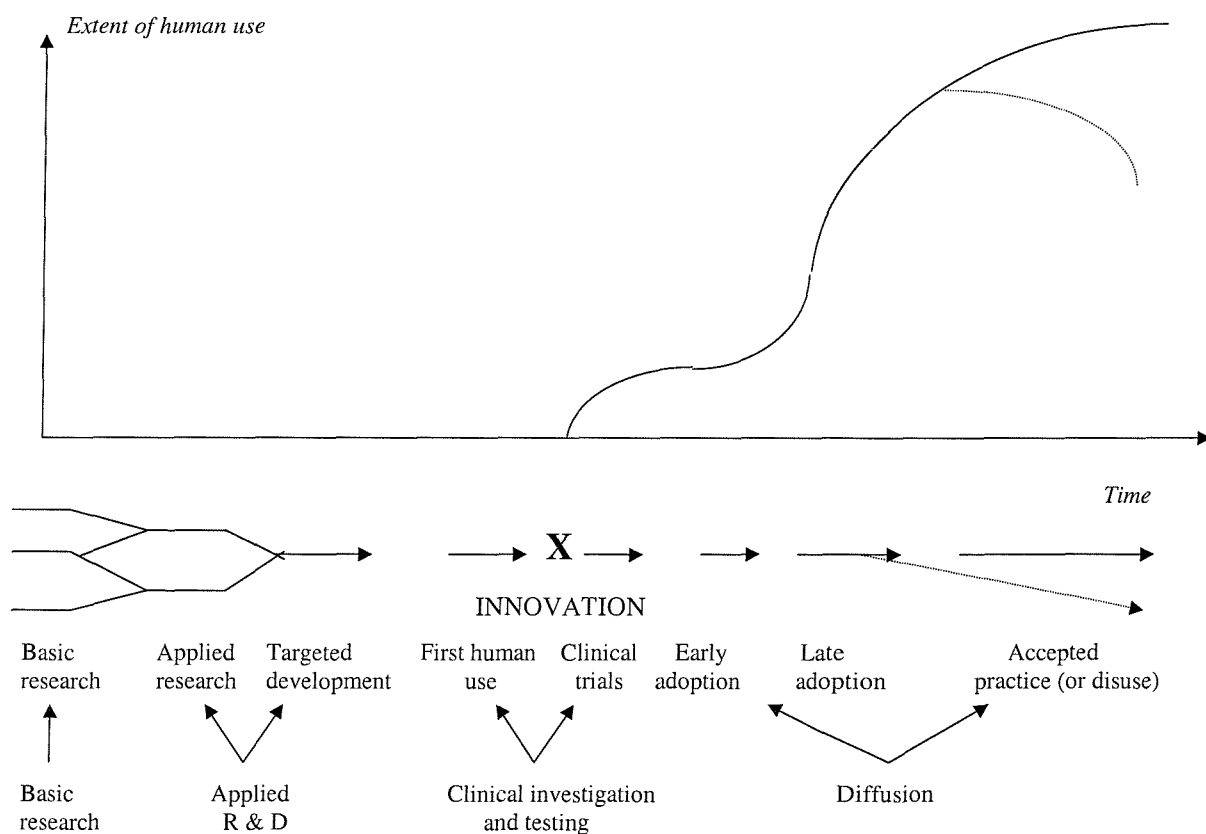 Extent of human use
Time
X
INNOVATION
Basic
research
Applied
research
Targeted
development
First human
use
Clinical
trials
Early
adoption
Late
adoption
Accepted
practice (or disuse)
Basic
research
Applied
R & D
Clinical investigation
and testing
Diffusion